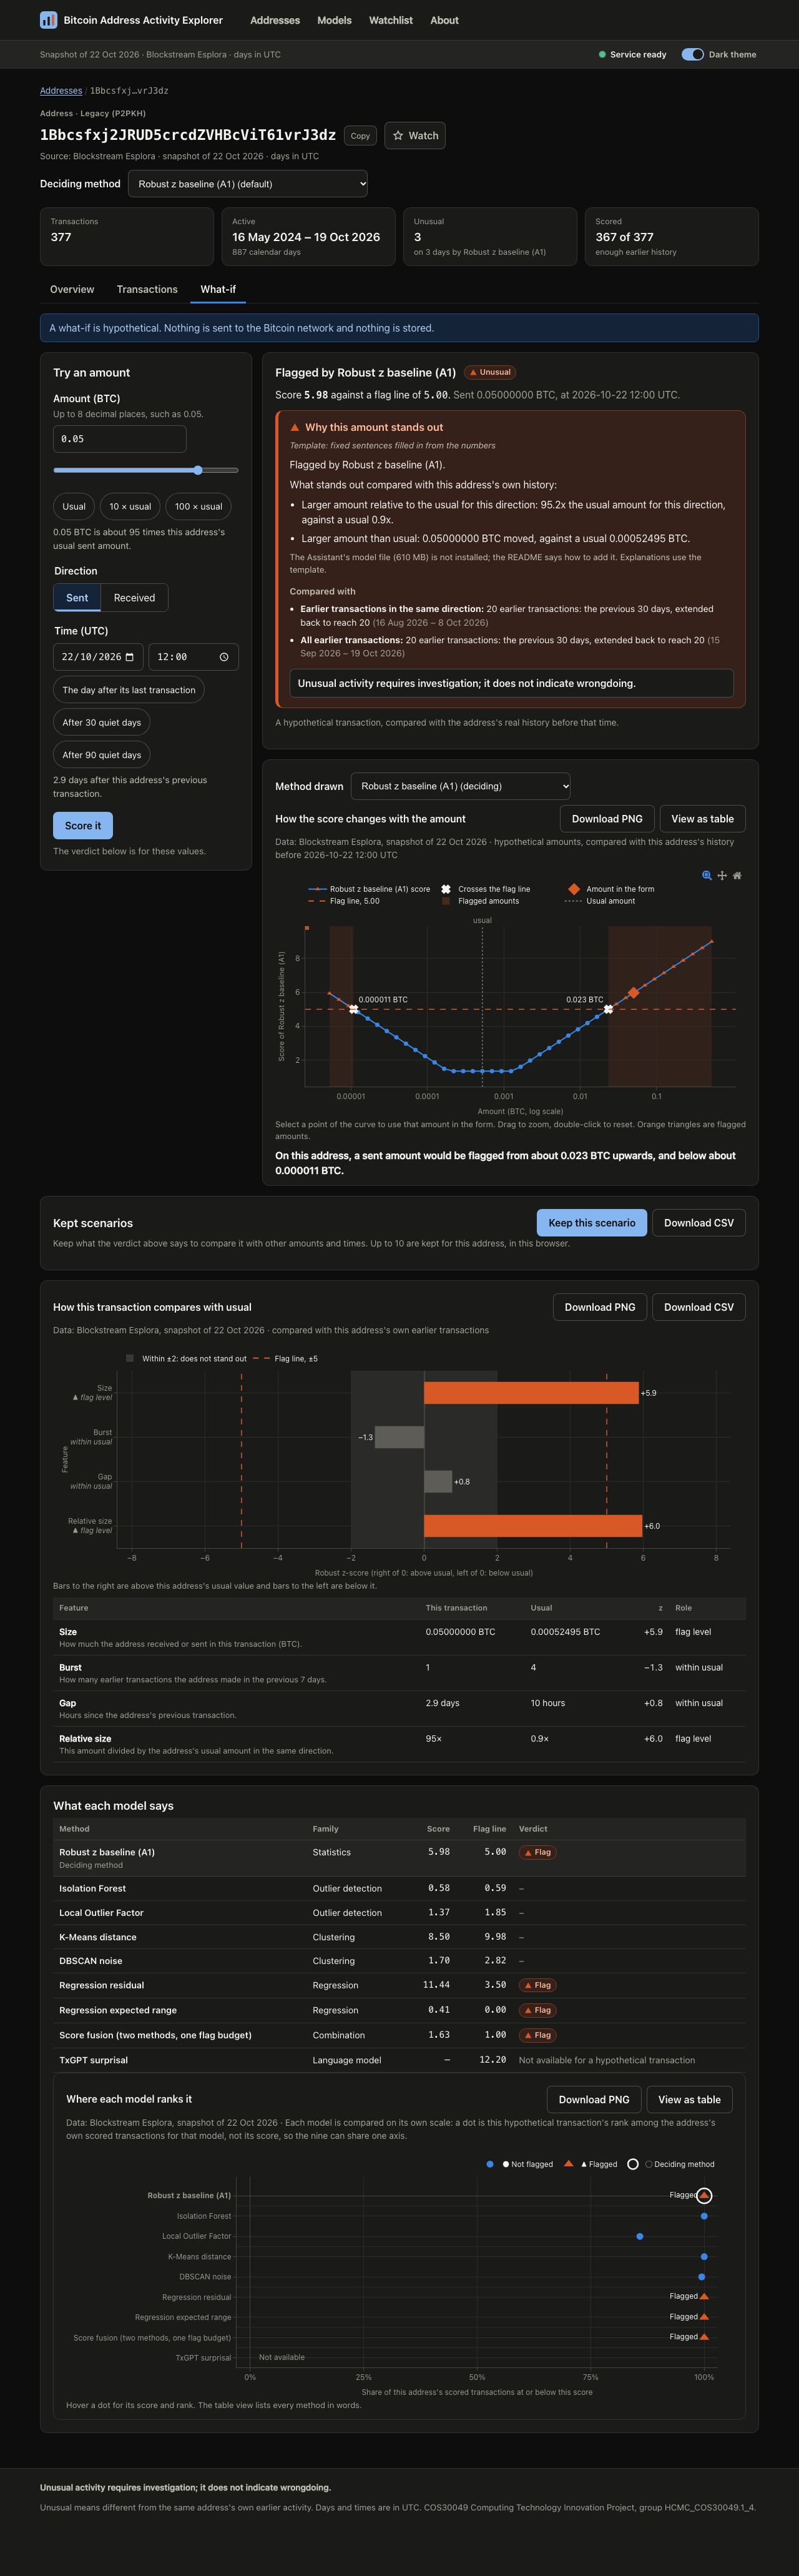 Bitcoin Address Activity Explorer
Addresses Models Watchlist About
Snapshot of 22 Oct 2026 · Blockstream Esplora · days in UTC
Service ready
Dark theme
Addresses / 1Bbcsfxj…vrJ3dz
Address · Legacy (P2PKH)
1Bbcsfxj2JRUD5crcdZVHBcViT61vrJ3dz
Copy
Watch
Source: Blockstream Esplora · snapshot of 22 Oct 2026 · days in UTC
Deciding method
Robust z baseline (A1) (default)
Transactions
377
Active
16 May 2024 – 19 Oct 2026
887 calendar days
Unusual
3
on 3 days by Robust z baseline (A1)
Scored
367 of 377
enough earlier history
Overview Transactions What-if
A what-if is hypothetical. Nothing is sent to the Bitcoin network and nothing is stored.
Try an amount
Amount (BTC)
Up to 8 decimal places, such as 0.05.
0.05
Usual
10 × usual
100 × usual
0.05 BTC is about 95 times this address's
usual sent amount.
Direction
Sent Received
Time (UTC)
22/10/2026
12:00
The day after its last transaction
After 30 quiet days
After 90 quiet days
2.9 days after this address's previous
transaction.
Score it
The verdict below is for these values.
Flagged by Robust z baseline (A1)
Unusual
Score 5.98 against a flag line of 5.00. Sent 0.05000000 BTC, at 2026-10-22 12:00 UTC.
Why this amount stands out
Template: fixed sentences filled in from the numbers
Flagged by Robust z baseline (A1).
What stands out compared with this address's own history:
• Larger amount relative to the usual for this direction: 95.2x the usual amount for this direction,
against a usual 0.9x.
• Larger amount than usual: 0.05000000 BTC moved, against a usual 0.00052495 BTC.
The Assistant's model file (610 MB) is not installed; the README says how to add it. Explanations use the
template.
Compared with
• Earlier transactions in the same direction: 20 earlier transactions: the previous 30 days, extended
back to reach 20 (16 Aug 2026 – 8 Oct 2026)
• All earlier transactions: 20 earlier transactions: the previous 30 days, extended back to reach 20 (15
Sep 2026 – 19 Oct 2026)
Unusual activity requires investigation; it does not indicate wrongdoing.
A hypothetical transaction, compared with the address's real history before that time.
Method drawn
Robust z baseline (A1) (deciding)
How the score changes with the amount
Download PNG
View as table
Data: Blockstream Esplora, snapshot of 22 Oct 2026 · hypothetical amounts, compared with this address's history
before 2026-10-22 12:00 UTC
Robust z baseline (A1) score
Crosses the flag line
Amount in the form
Flag line, 5.00
Flagged amounts
Usual amount
usual
Score of Robust z baseline (A1)
8
6
4
2
0.000011 BTC
0.023 BTC
0.00001 0.0001 0.001 0.01 0.1
Amount (BTC, log scale)
Select a point of the curve to use that amount in the form. Drag to zoom, double-click to reset. Orange triangles are flagged
amounts.
On this address, a sent amount would be flagged from about 0.023 BTC upwards, and below about
0.000011 BTC.
Kept scenarios
Keep this scenario
Download CSV
Keep what the verdict above says to compare it with other amounts and times. Up to 10 are kept for this address, in this browser.
How this transaction compares with usual
Download PNG
Download CSV
Data: Blockstream Esplora, snapshot of 22 Oct 2026 · compared with this address's own earlier transactions
Within ±2: does not stand out
Flag line, ±5
Feature
Size
▲ flag level
+5.9
Burst
within usual
−1.3
Gap
within usual
+0.8
Relative size
▲ flag level
+6.0
−8 −6 −4 −2 0 2 4 6 8
Robust z-score (right of 0: above usual, left of 0: below usual)
Bars to the right are above this address's usual value and bars to the left are below it.
Feature This transaction Usual z Role
Size 0.05000000 BTC 0.00052495 BTC +5.9 flag level
How much the address received or sent in this transaction (BTC).
Burst 1 4 −1.3 within usual
How many earlier transactions the address made in the previous 7 days.
Gap 2.9 days 10 hours +0.8 within usual
Hours since the address's previous transaction.
Relative size 95× 0.9× +6.0 flag level
This amount divided by the address's usual amount in the same direction.
What each model says
Method Family Score Flag line Verdict
Robust z baseline (A1) Statistics 5.98 5.00 Flag
Deciding method
Isolation Forest Outlier detection 0.58 0.59 –
Local Outlier Factor Outlier detection 1.37 1.85 –
K-Means distance Clustering 8.50 9.98 –
DBSCAN noise Clustering 1.70 2.82 –
Regression residual Regression 11.44 3.50 Flag
Regression expected range Regression 0.41 0.00 Flag
Score fusion (two methods, one flag budget) Combination 1.63 1.00 Flag
TxGPT surprisal Language model – 12.20 Not available for a hypothetical transaction
Where each model ranks it
Download PNG
View as table
Data: Blockstream Esplora, snapshot of 22 Oct 2026 · Each model is compared on its own scale: a dot is this hypothetical transaction's rank among the address's
own scored transactions for that model, not its score, so the nine can share one axis.
● Not flagged ▲ Flagged ○ Deciding method
Robust z baseline (A1) Flagged
Isolation Forest
Local Outlier Factor
K-Means distance
DBSCAN noise
Regression residual Flagged
Regression expected range Flagged
Score fusion (two methods, one flag budget) Flagged
TxGPT surprisal Not available
0% 25% 50% 75% 100%
Share of this address's scored transactions at or below this score
Hover a dot for its score and rank. The table view lists every method in words.
Unusual activity requires investigation; it does not indicate wrongdoing.
Unusual means different from the same address's own earlier activity. Days and times are in UTC. COS30049 Computing Technology Innovation Project, group HCMC_COS30049.1_4.